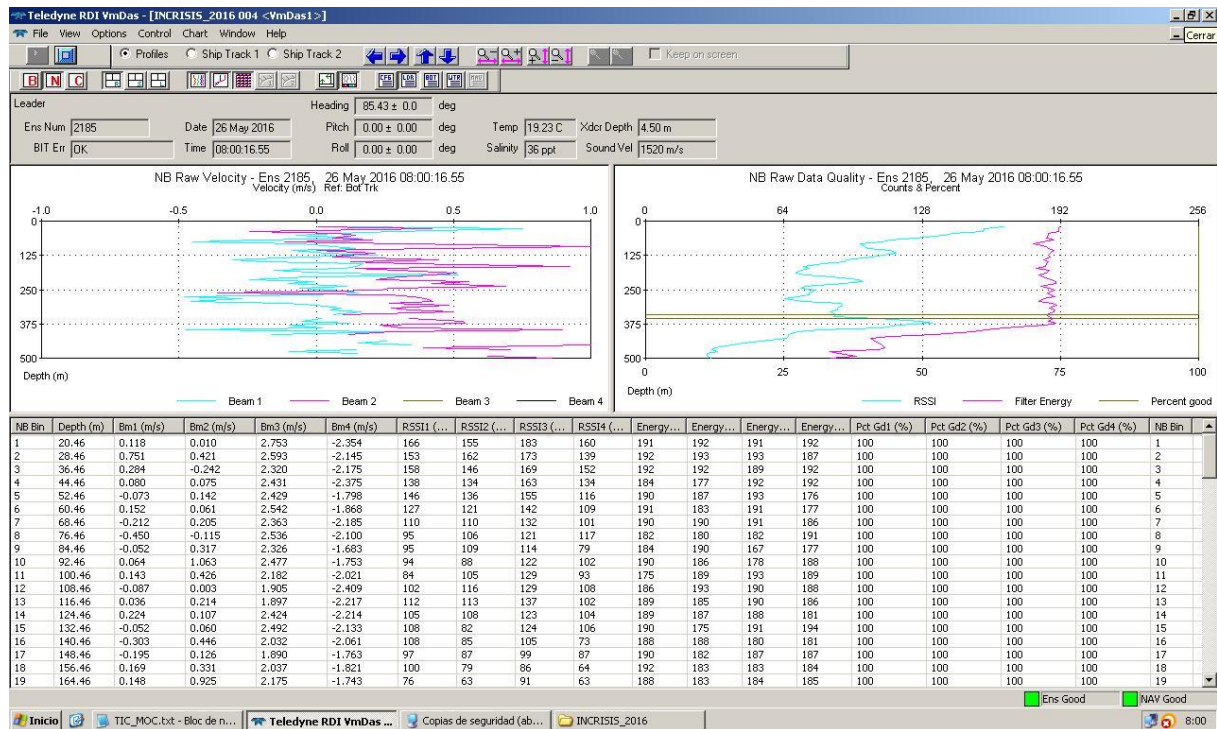 Teledyne RDI VmDas - [INCRISIS_2016 004 <VmDas1>]
File View Options Control Chart Window Help
Cerrar
Profiles Ship Track 1 Ship Track 2 Keep on screen
B N C CFG LDR BOT WTR NAV
Leader Heading 85.43 ± 0.0 deg
Ens Num 2185 Date 26 May 2016 Pitch 0.00 ± 0.00 deg Temp 19.23 C Xdcr Depth 4.50 m
BIT Err OK Time 08:00:16.55 Roll 0.00 ± 0.00 deg Salinity 36 ppt Sound Vel 1520 m/s
NB Raw Velocity - Ens 2185, 26 May 2016 08:00:16.55
Velocity (m/s) Ref: Bot Trk
-1.0 -0.5 0.0 0.5 1.0
0
125
250
375
500
Depth (m)
Beam 1 Beam 2 Beam 3 Beam 4
NB Raw Data Quality - Ens 2185, 26 May 2016 08:00:16.55
Counts & Percent
0 64 128 192 256
0
125
250
375
500
0 25 50 75 100
Depth (m)
RSSI Filter Energy Percent good
NB Bin Depth (m) Bm1 (m/s) Bm2 (m/s) Bm3 (m/s) Bm4 (m/s) RSSI1 (... RSSI2 (... RSSI3 (... RSSI4 (... Energy... Energy... Energy... Energy... Pct Gd1 (%) Pct Gd2 (%) Pct Gd3 (%) Pct Gd4 (%) NB Bin
1 20.46 0.118 0.010 2.753 -2.354 166 155 183 160 191 192 191 192 100 100 100 100 1
2 28.46 0.751 0.421 2.593 -2.145 153 162 173 139 192 193 193 187 100 100 100 100 2
3 36.46 0.284 -0.242 2.320 -2.175 158 146 169 152 192 192 189 192 100 100 100 100 3
4 44.46 0.080 0.075 2.431 -2.375 138 134 163 134 184 177 192 192 100 100 100 100 4
5 52.46 -0.073 0.142 2.429 -1.798 146 136 155 116 190 187 193 176 100 100 100 100 5
6 60.46 0.152 0.061 2.542 -1.868 127 121 142 109 191 183 191 177 100 100 100 100 6
7 68.46 -0.212 0.205 2.363 -2.185 110 110 132 101 190 190 191 186 100 100 100 100 7
8 76.46 -0.450 -0.115 2.536 -2.100 95 106 121 117 182 180 182 191 100 100 100 100 8
9 84.46 -0.052 0.317 2.326 -1.683 95 109 114 79 184 190 167 177 100 100 100 100 9
10 92.46 0.064 1.063 2.477 -1.753 94 88 122 102 190 186 178 188 100 100 100 100 10
11 100.46 0.143 0.426 2.182 -2.021 84 105 129 93 175 189 193 189 100 100 100 100 11
12 108.46 -0.087 0.003 1.905 -2.409 102 116 129 108 186 193 190 188 100 100 100 100 12
13 116.46 0.036 0.214 1.897 -2.217 112 113 137 102 189 185 190 186 100 100 100 100 13
14 124.46 0.224 0.107 2.424 -2.214 105 108 123 104 189 187 188 181 100 100 100 100 14
15 132.46 -0.052 0.060 2.492 -2.133 108 82 124 106 190 175 191 194 100 100 100 100 15
16 140.46 -0.303 0.446 2.032 -2.061 108 85 105 73 188 188 180 181 100 100 100 100 16
17 148.46 -0.195 0.126 1.890 -1.763 97 87 99 87 190 182 187 187 100 100 100 100 17
18 156.46 0.169 0.331 2.037 -1.821 100 79 86 64 192 183 183 184 100 100 100 100 18
19 164.46 0.148 0.925 2.175 -1.743 76 63 91 63 188 183 184 185 100 100 100 100 19
Ens Good NAV Good
Inicio TIC_MOC.txt - Bloc de n... Teledyne RDI VmDas ... Copias de seguridad (ab... INCRISIS_2016 8:00